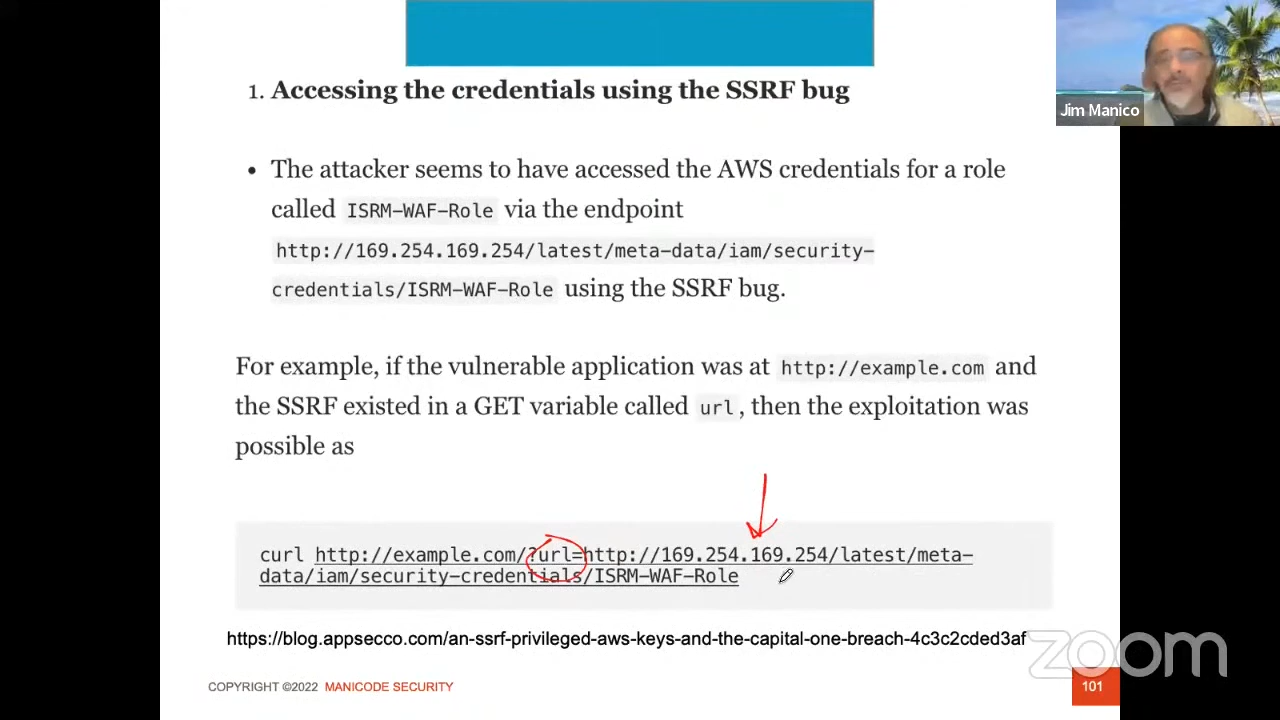 1. Accessing the credentials using the SSRF bug
Jim Manico
• The attacker seems to have accessed the AWS credentials for a role
called ISRM-WAF-Role via the endpoint
http://169.254.169.254/latest/meta-data/iam/security-
credentials/ISRM-WAF-Role using the SSRF bug.
For example, if the vulnerable application was at http://example.com and
the SSRF existed in a GET variable called url, then the exploitation was
possible as
curl http://example.com/?url=http://169.254.169.254/latest/meta-
data/iam/security-credentials/ISRM-WAF-Role
https://blog.appsecco.com/an-ssrf-privileged-aws-keys-and-the-capital-one-breach-4c3c2cded3af
zoom
COPYRIGHT ©2022 MANICODE SECURITY
101